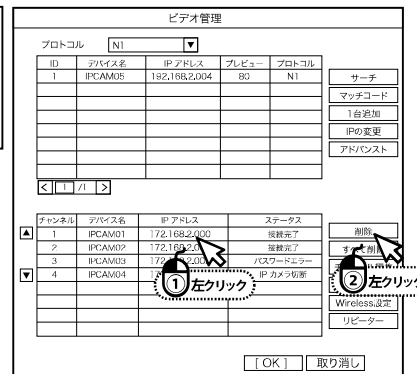 ビデオ管理
プロトコル N1
ID デバイス名 IP アドレス プレビュー プロトコル
1 IPCAM05 192.168.2.004 80 N1
サーチ
マッチコード
1台追加
IPの変更
アドバンスト
< 1 /1 >
チャンネル デバイス名 IP アドレス ステータス
1 IPCAM01 172.168.2.000 接続完了
2 IPCAM02 172.168.2.0 接続完了
3 IPCAM03 パスワードエラー
4 IPCAM04 IP カメラ切断
削除
すべて削
Wireless設定
リピーター
① 左クリック
② 左クリッ
[ OK ] 取り消し